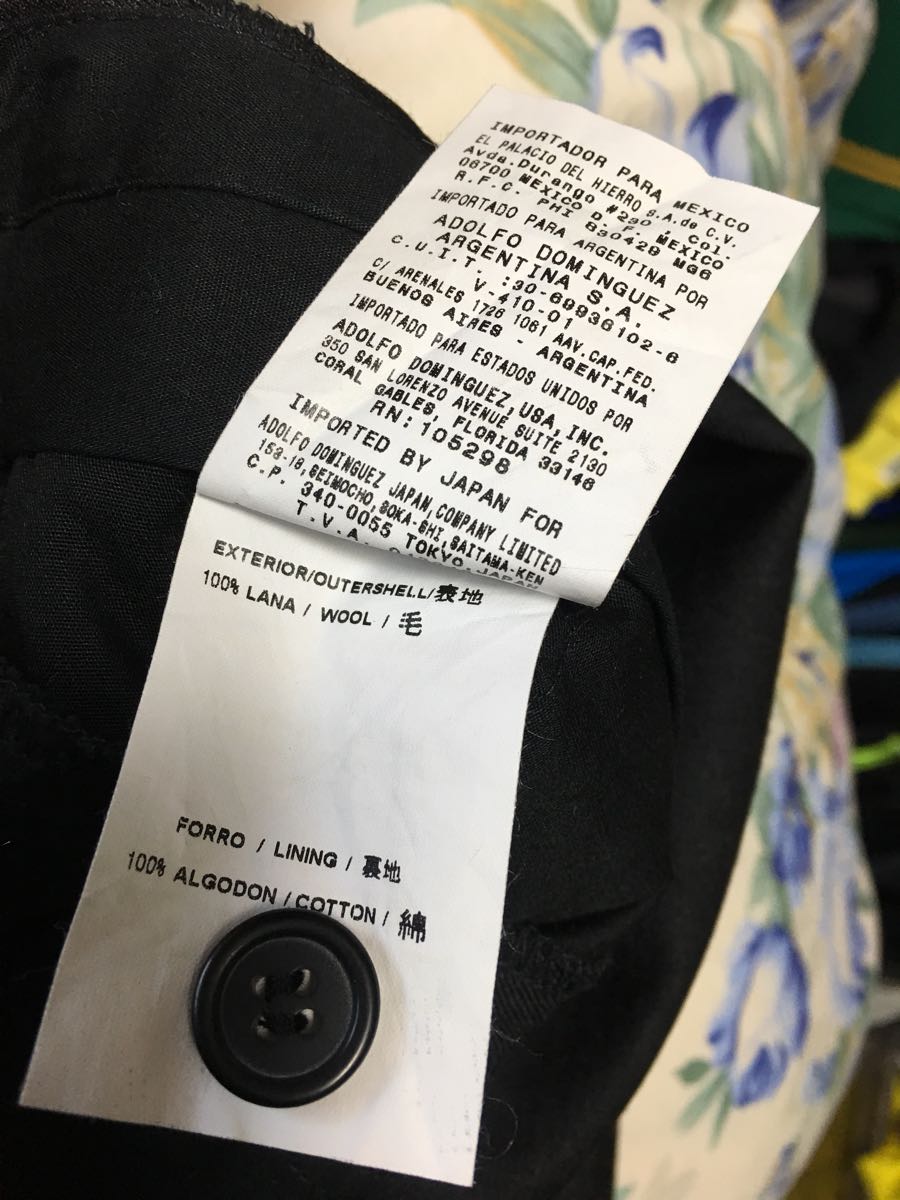 IMPORTADOR PARA MEXICO
EL PALACIO DEL HIERRO S.A.de C.V.
Avda.Durango #230 , Col.
06700 MEXICO D. F. MEXICO
R.F.C. PHI 830429 MG6
IMPORTADO PARA ARGENTINA POR
ADOLFO DOMINGUEZ
ARGENTINA S.A.
C.U.I.T. :30-69936102-6
V-410-01
C/ ARENALES 1726 1061 AAV.CAP.FED.
BUENOS AIRES - ARGENTINA
IMPORTADO PARA ESTADOS UNIDOS POR
ADOLFO DOMINGUEZ,USA,INC.
350 SAN LORENZO AVENUE SUITE 2130
CORAL GABLES, FLORIDA 33146
RN:105298
IMPORTED BY JAPAN FOR
ADOLFO DOMINGUEZ JAPAN,COMPANY LIMITED
153-18,SEIMOCHO,SOKA-SHI,SAITAMA-KEN
C.P. 340-0055 TOKYO.JAPAN
T.V.A.
EXTERIOR/OUTERSHELL/表地
100% LANA / WOOL / 毛
FORRO / LINING / 裏地
100% ALGODON / COTTON / 綿